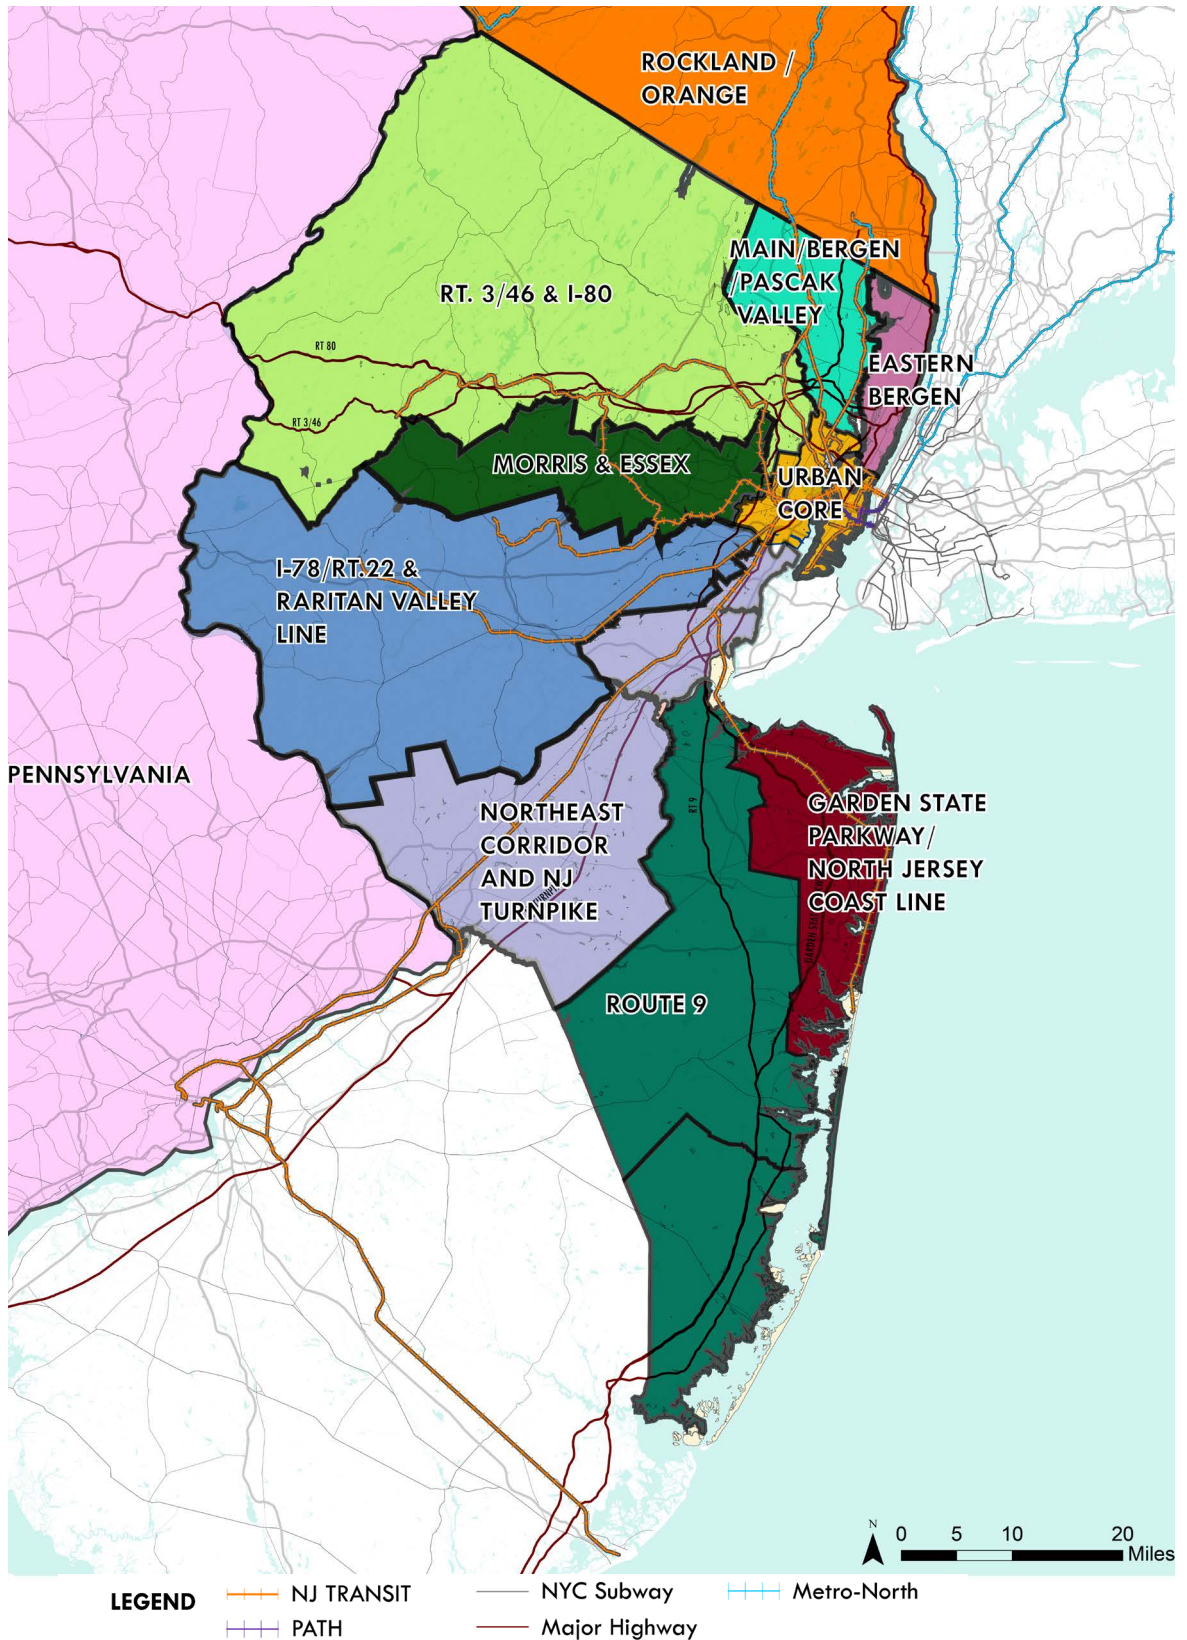 ROCKLAND /
ORANGE
MAIN/BERGEN
/PASCAK
VALLEY
RT. 3/46 & I-80
RT 80
EASTERN
BERGEN
RT 3/46
MORRIS & ESSEX
URBAN
CORE
I-78/RT.22 &
RARITAN VALLEY
LINE
PENNSYLVANIA
RT 9
NORTHEAST
CORRIDOR
AND NJ
TURNPIKE
GARDEN STATE
PARKWAY/
NORTH JERSEY
COAST LINE
ROUTE 9
N
0 5 10 20
Miles
LEGEND
NJ TRANSIT
NYC Subway
Metro-North
PATH
Major Highway